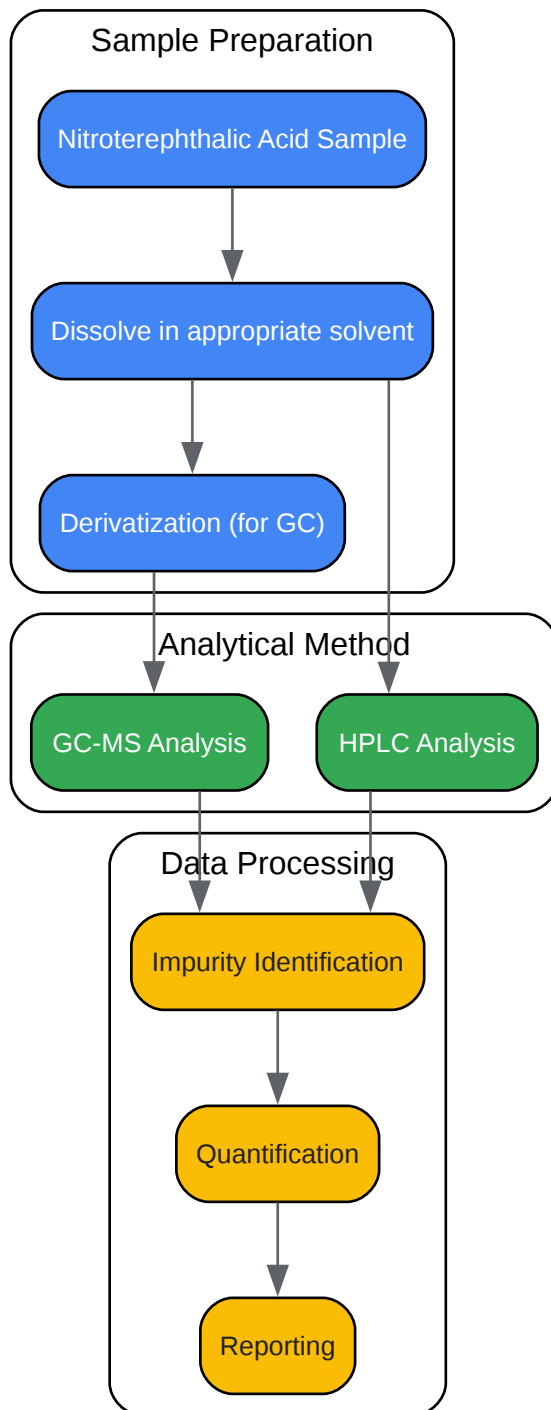 Sample Preparation
Nitroterephthalic Acid Sample
Dissolve in appropriate solvent
Derivatization (for GC)
Analytical Method
GC-MS Analysis
HPLC Analysis
Data Processing
Impurity Identification
Quantification
Reporting